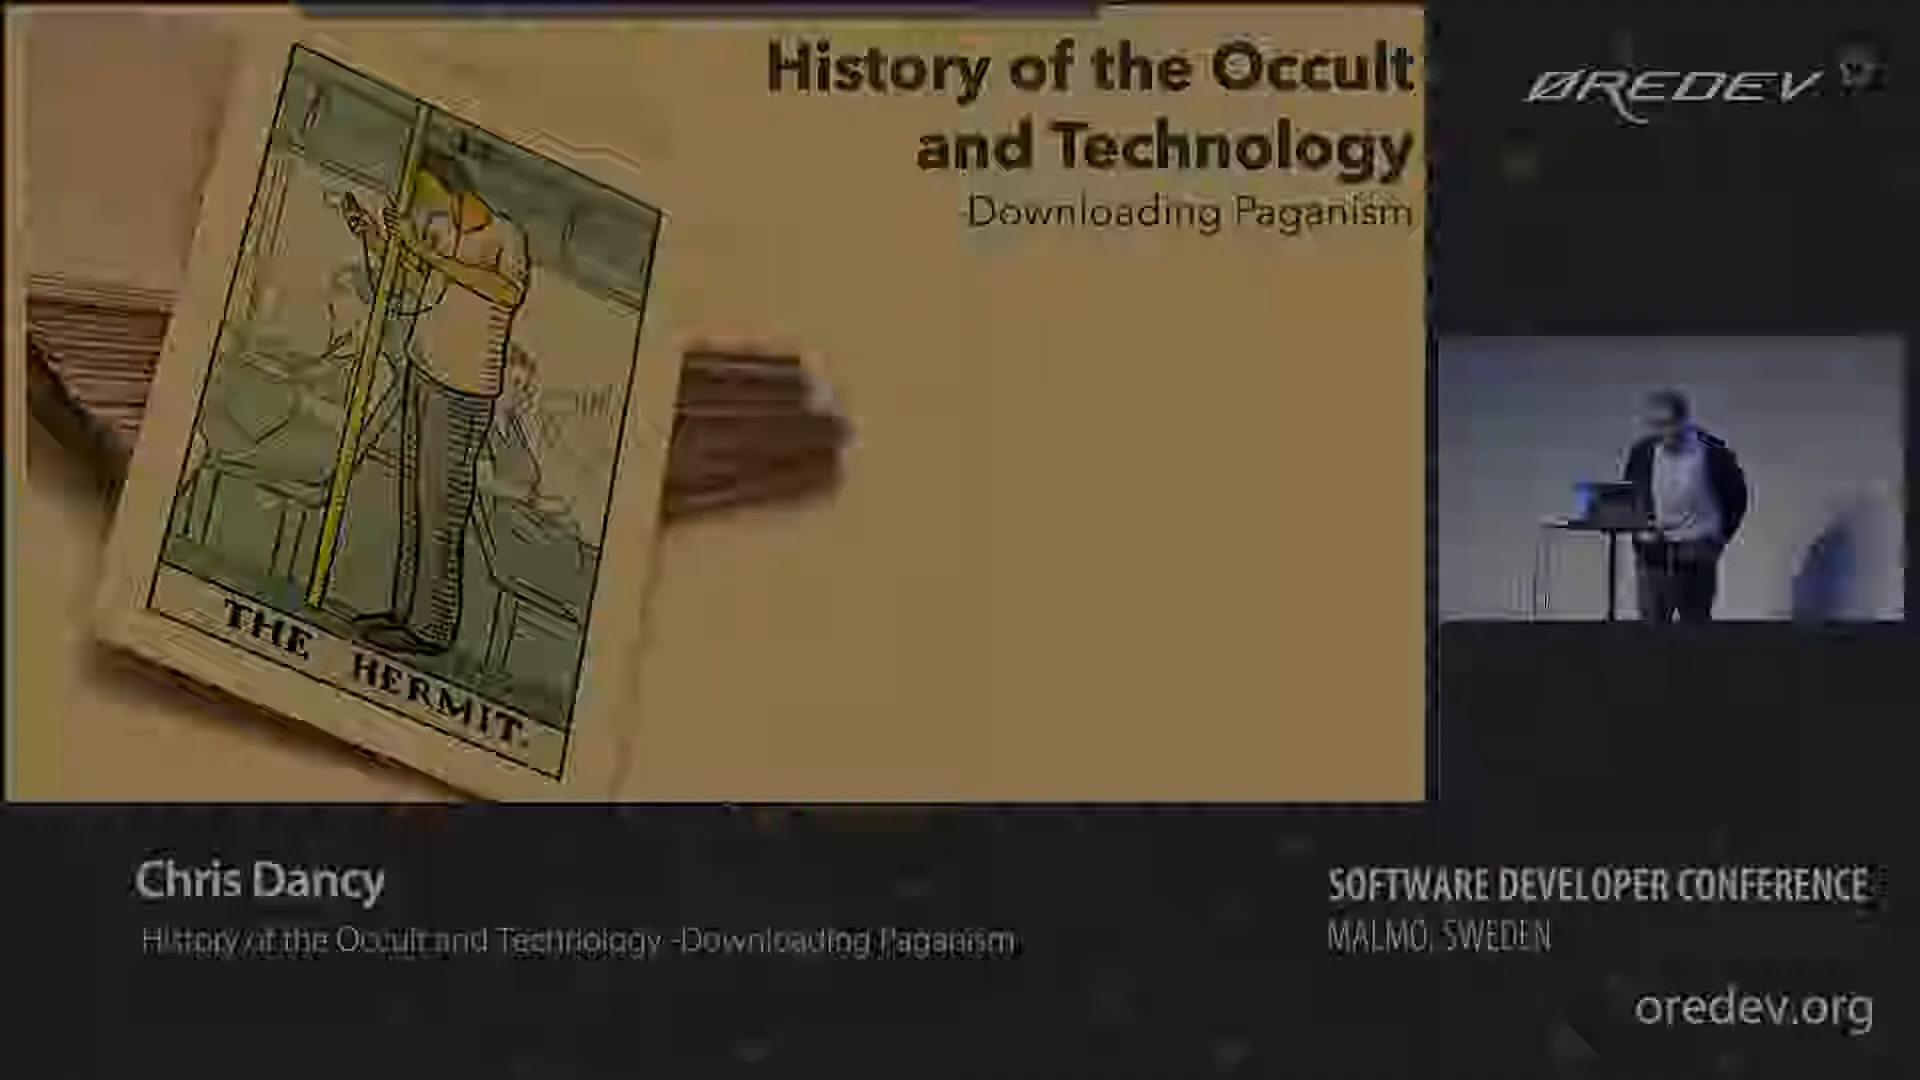 History of the Occult
and Technology
-Downloading Paganism
THE HERMIT.
ØREDEV
Chris Dancy
History of the Occult and Technology -Downloading Paganism
SOFTWARE DEVELOPER CONFERENCE
MALMO, SWEDEN
oredev.org